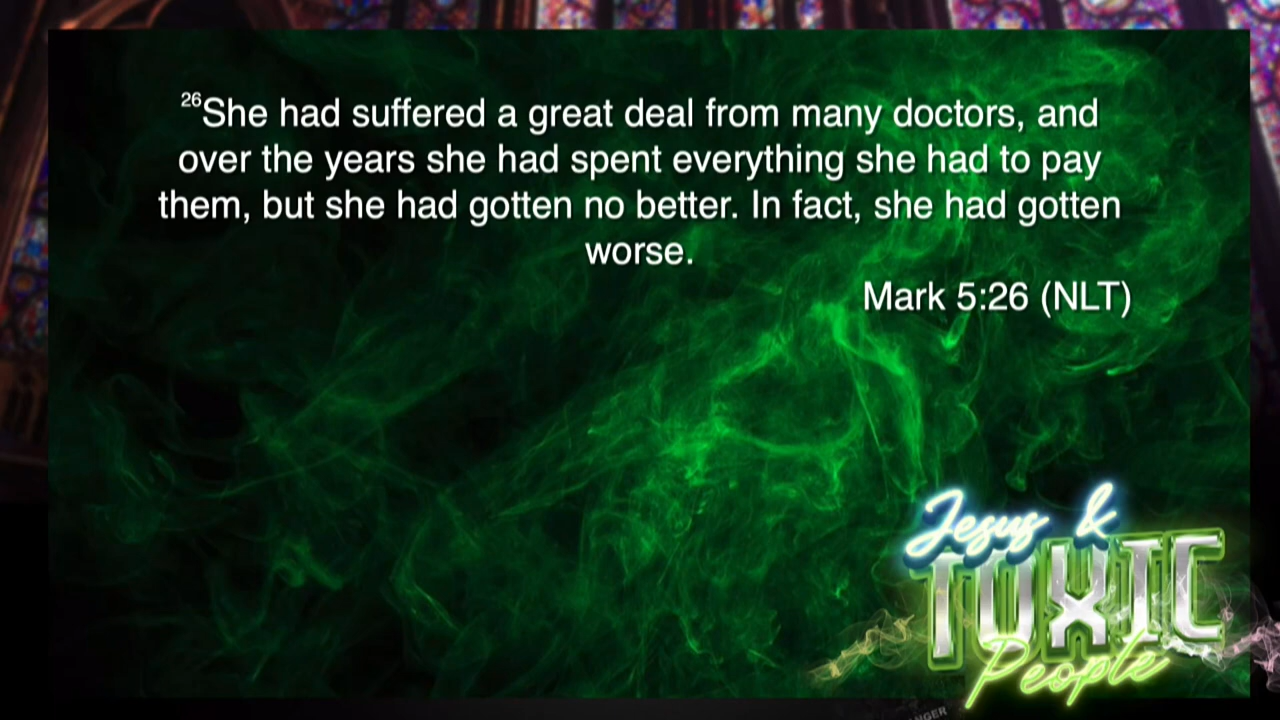 26She had suffered a great deal from many doctors, and
over the years she had spent everything she had to pay
them, but she had gotten no better. In fact, she had gotten
worse.
Mark 5:26 (NLT)
Jesus &
TOXIC
People